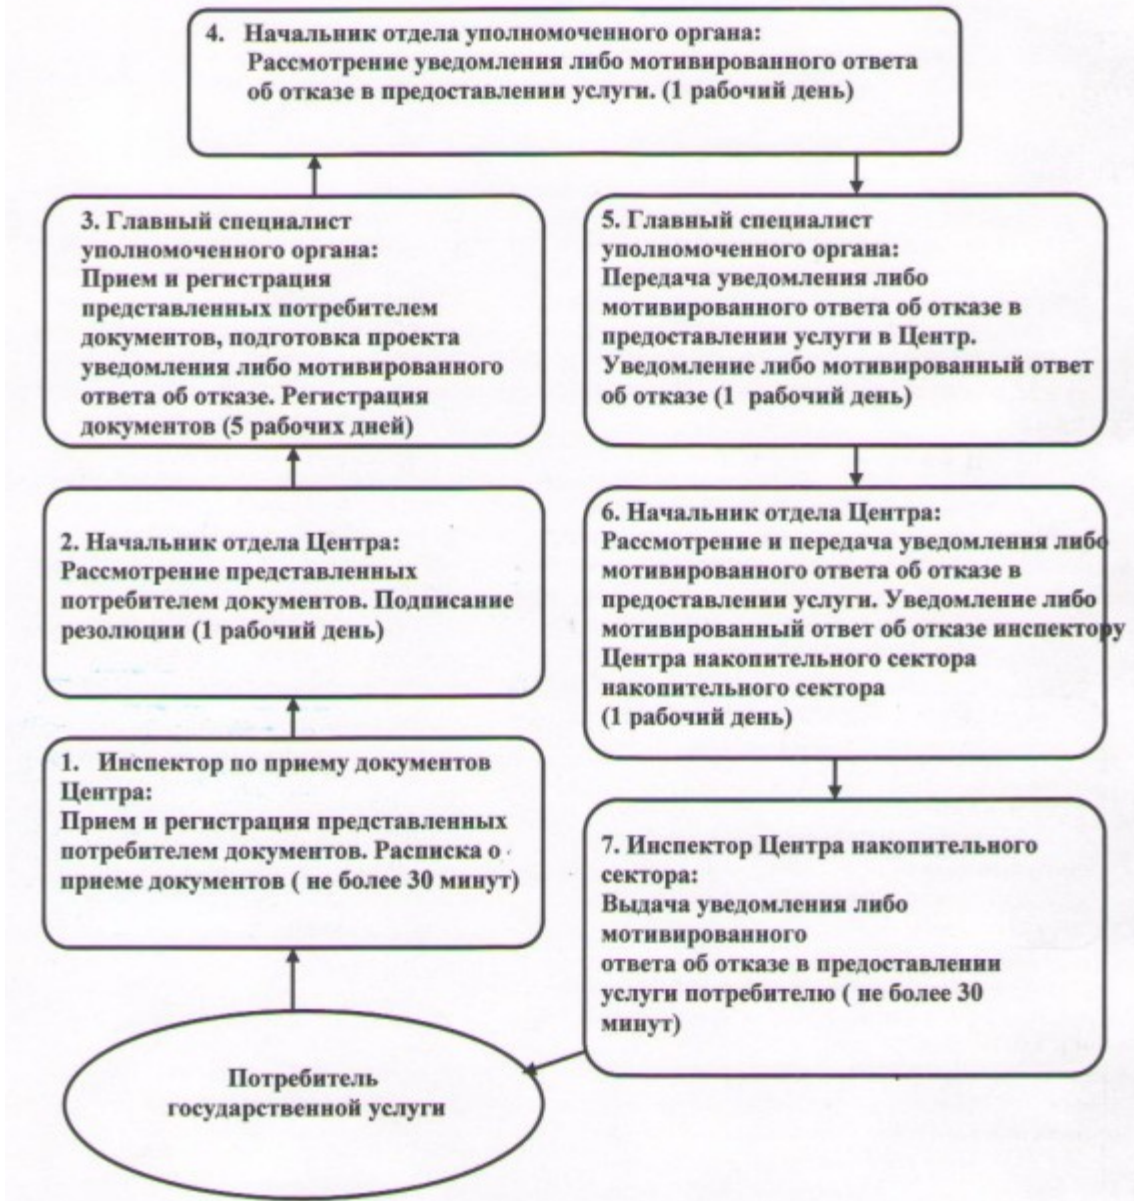 4. Начальник отдела уполномоченного органа:
Рассмотрение уведомления либо мотивированного ответа
об отказе в предоставлении услуги. (1 рабочий день)
3. Главный специалист
уполномоченного органа:
Прием и регистрация
представленных потребителем
документов, подготовка проекта
уведомления либо мотивированного
ответа об отказе. Регистрация
документов (5 рабочих дней)
5. Главный специалист
уполномоченного органа:
Передача уведомления либо
мотивированного ответа об отказе в
предоставлении услуги в Центр.
Уведомление либо мотивированный ответ
об отказе (1 рабочий день)
2. Начальник отдела Центра:
Рассмотрение представленных
потребителем документов. Подписание
резолюции (1 рабочий день)
6. Начальник отдела Центра:
Рассмотрение и передача уведомления либо
мотивированного ответа об отказе в
предоставлении услуги. Уведомление либо
мотивированный ответ об отказе инспектору
Центра накопительного сектора
накопительного сектора
(1 рабочий день)
1. Инспектор по приему документов
Центра:
Прием и регистрация представленных
потребителем документов. Расписка о
приеме документов ( не более 30 минут)
7. Инспектор Центра накопительного
сектора:
Выдача уведомления либо
мотивированного
ответа об отказе в предоставлении
услуги потребителю ( не более 30
минут)
Потребитель
государственной услуги